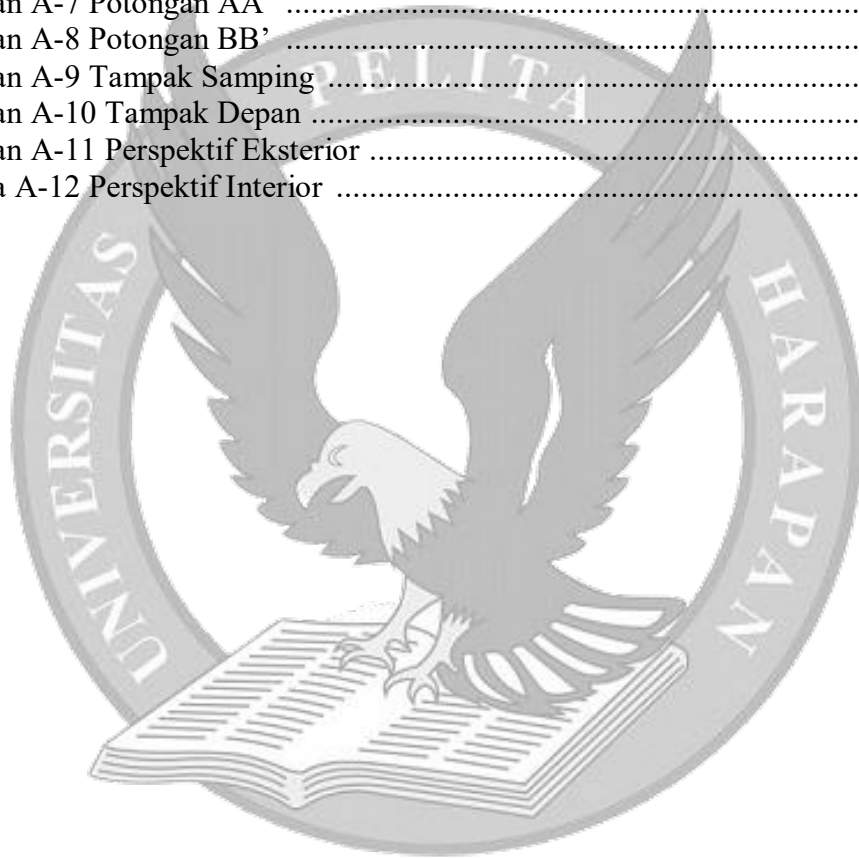 an A-7 Potongan AA’ ........................................................................
an A-8 Potongan BB’ ........................................................................
an A-9 Tampak Samping ...................................................................
an A-10 Tampak Depan .....................................................................
an A-11 Perspektif Eksterior ..............................................................
a A-12 Perspektif Interior ..................................................................
UNIVERSITAS PELITA HARAPAN